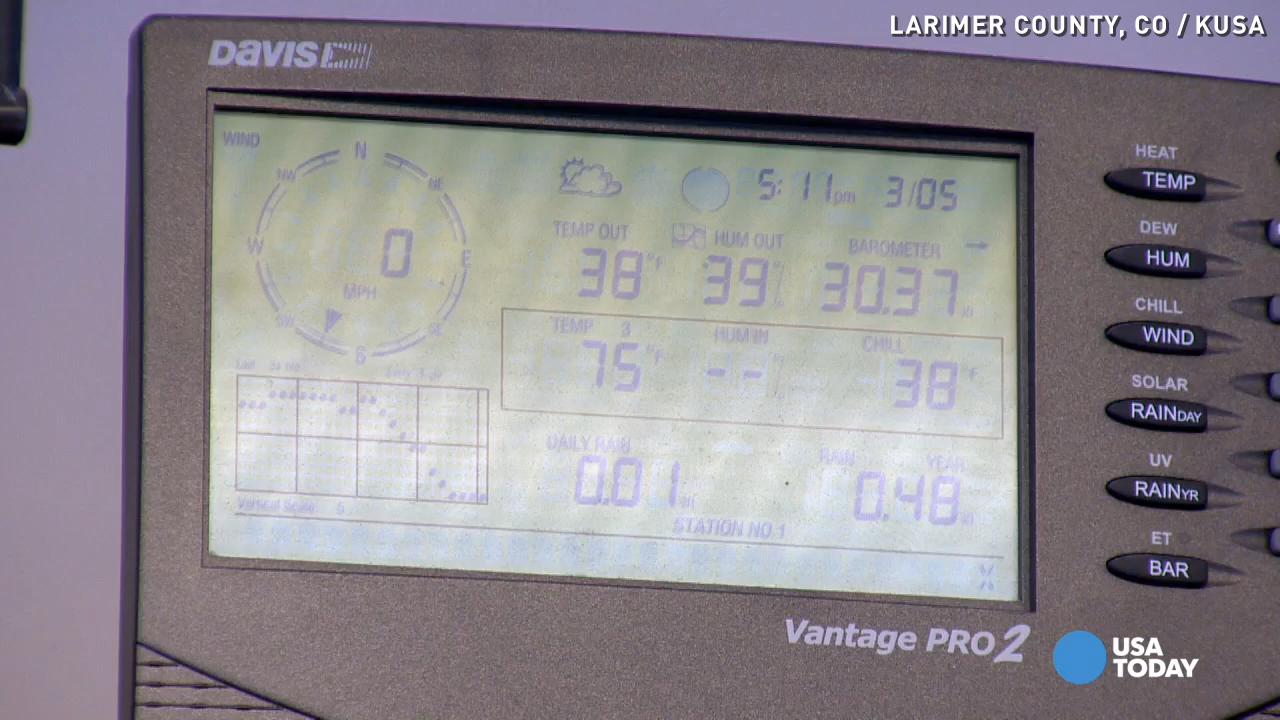 LARIMER COUNTY, CO / KUSA
DAVIS
WIND
N
NW NE
W E
0
MPH
SW SE
S
5:11pm 3/05
TEMP OUT HUM OUT BAROMETER
38°F 39% 30.37in
TEMP 3 HUM IN CHILL
75°F -- 38°F
DAILY RAIN RAIN YEAR
0.01in 0.48in
Vertical Scale 5
STATION NO.1
X
HEAT
TEMP
DEW
HUM
CHILL
WIND
SOLAR
RAINDAY
UV
RAINYR
ET
BAR
Vantage PRO2
USA
TODAY